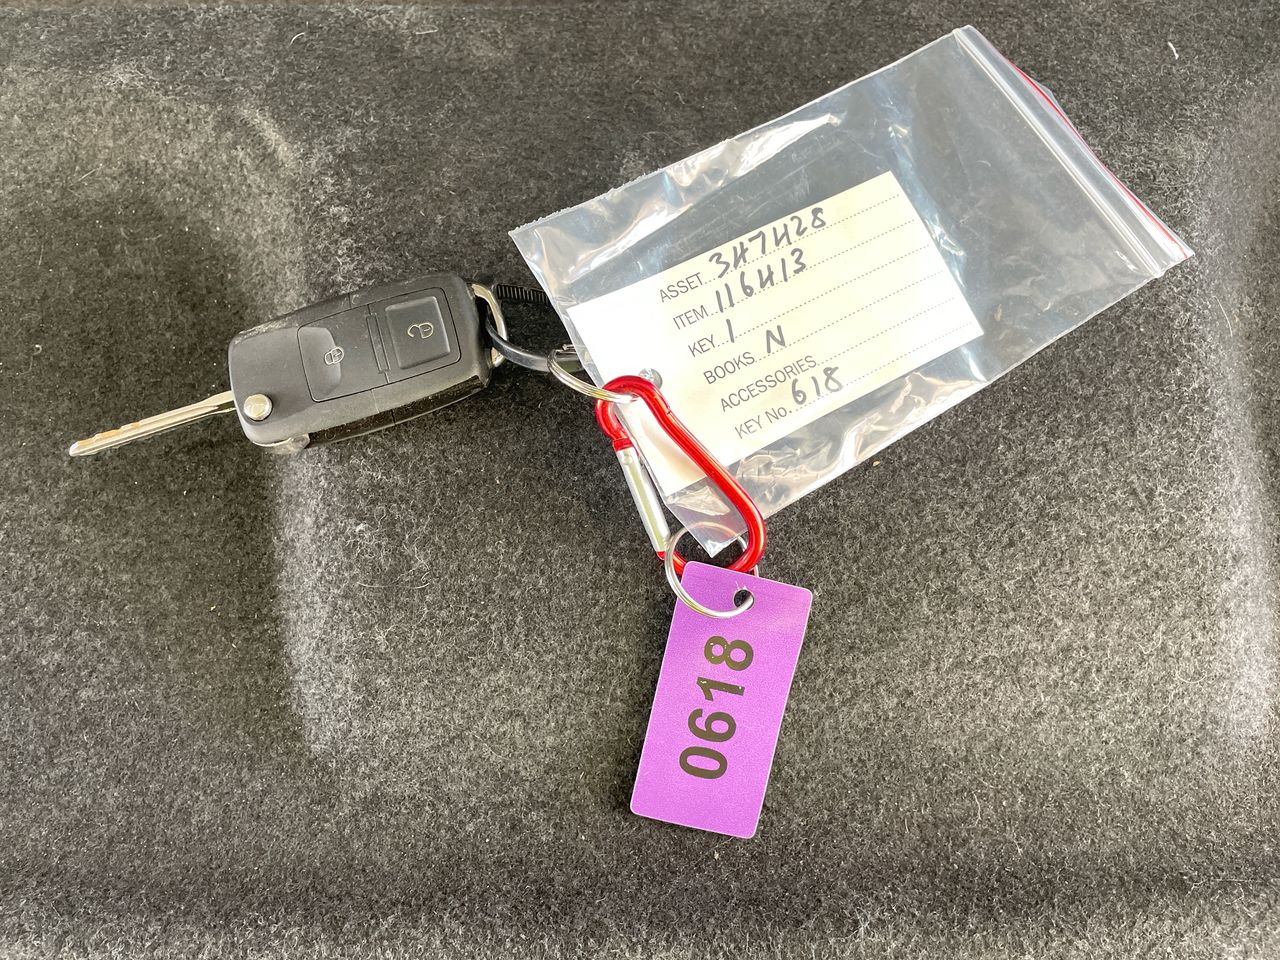 ASSET 347428
ITEM 116413
KEY 1
BOOKS N
ACCESSORIES
KEY No. 618
0618